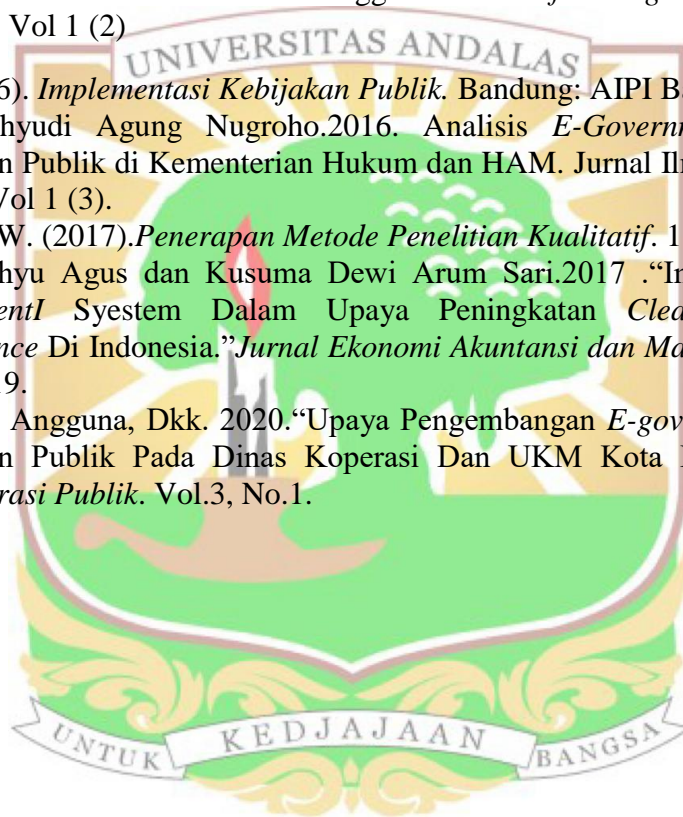 Vol 1 (2)
UNIVERSITAS ANDALAS
6). Implementasi Kebijakan Publik. Bandung: AIPI Ba
hyudi Agung Nugroho.2016. Analisis E-Governm
n Publik di Kementerian Hukum dan HAM. Jurnal Iln
Vol 1 (3).
W. (2017).Penerapan Metode Penelitian Kualitatif. 1
hyu Agus dan Kusuma Dewi Arum Sari.2017 .“In
entI Syestem Dalam Upaya Peningkatan Clea
nce Di Indonesia.”Jurnal Ekonomi Akuntansi dan Ma
19.
Angguna, Dkk. 2020.“Upaya Pengembangan E-gov
n Publik Pada Dinas Koperasi Dan UKM Kota
rasi Publik. Vol.3, No.1.
UNTUK KEDJAJAAN BANGSA